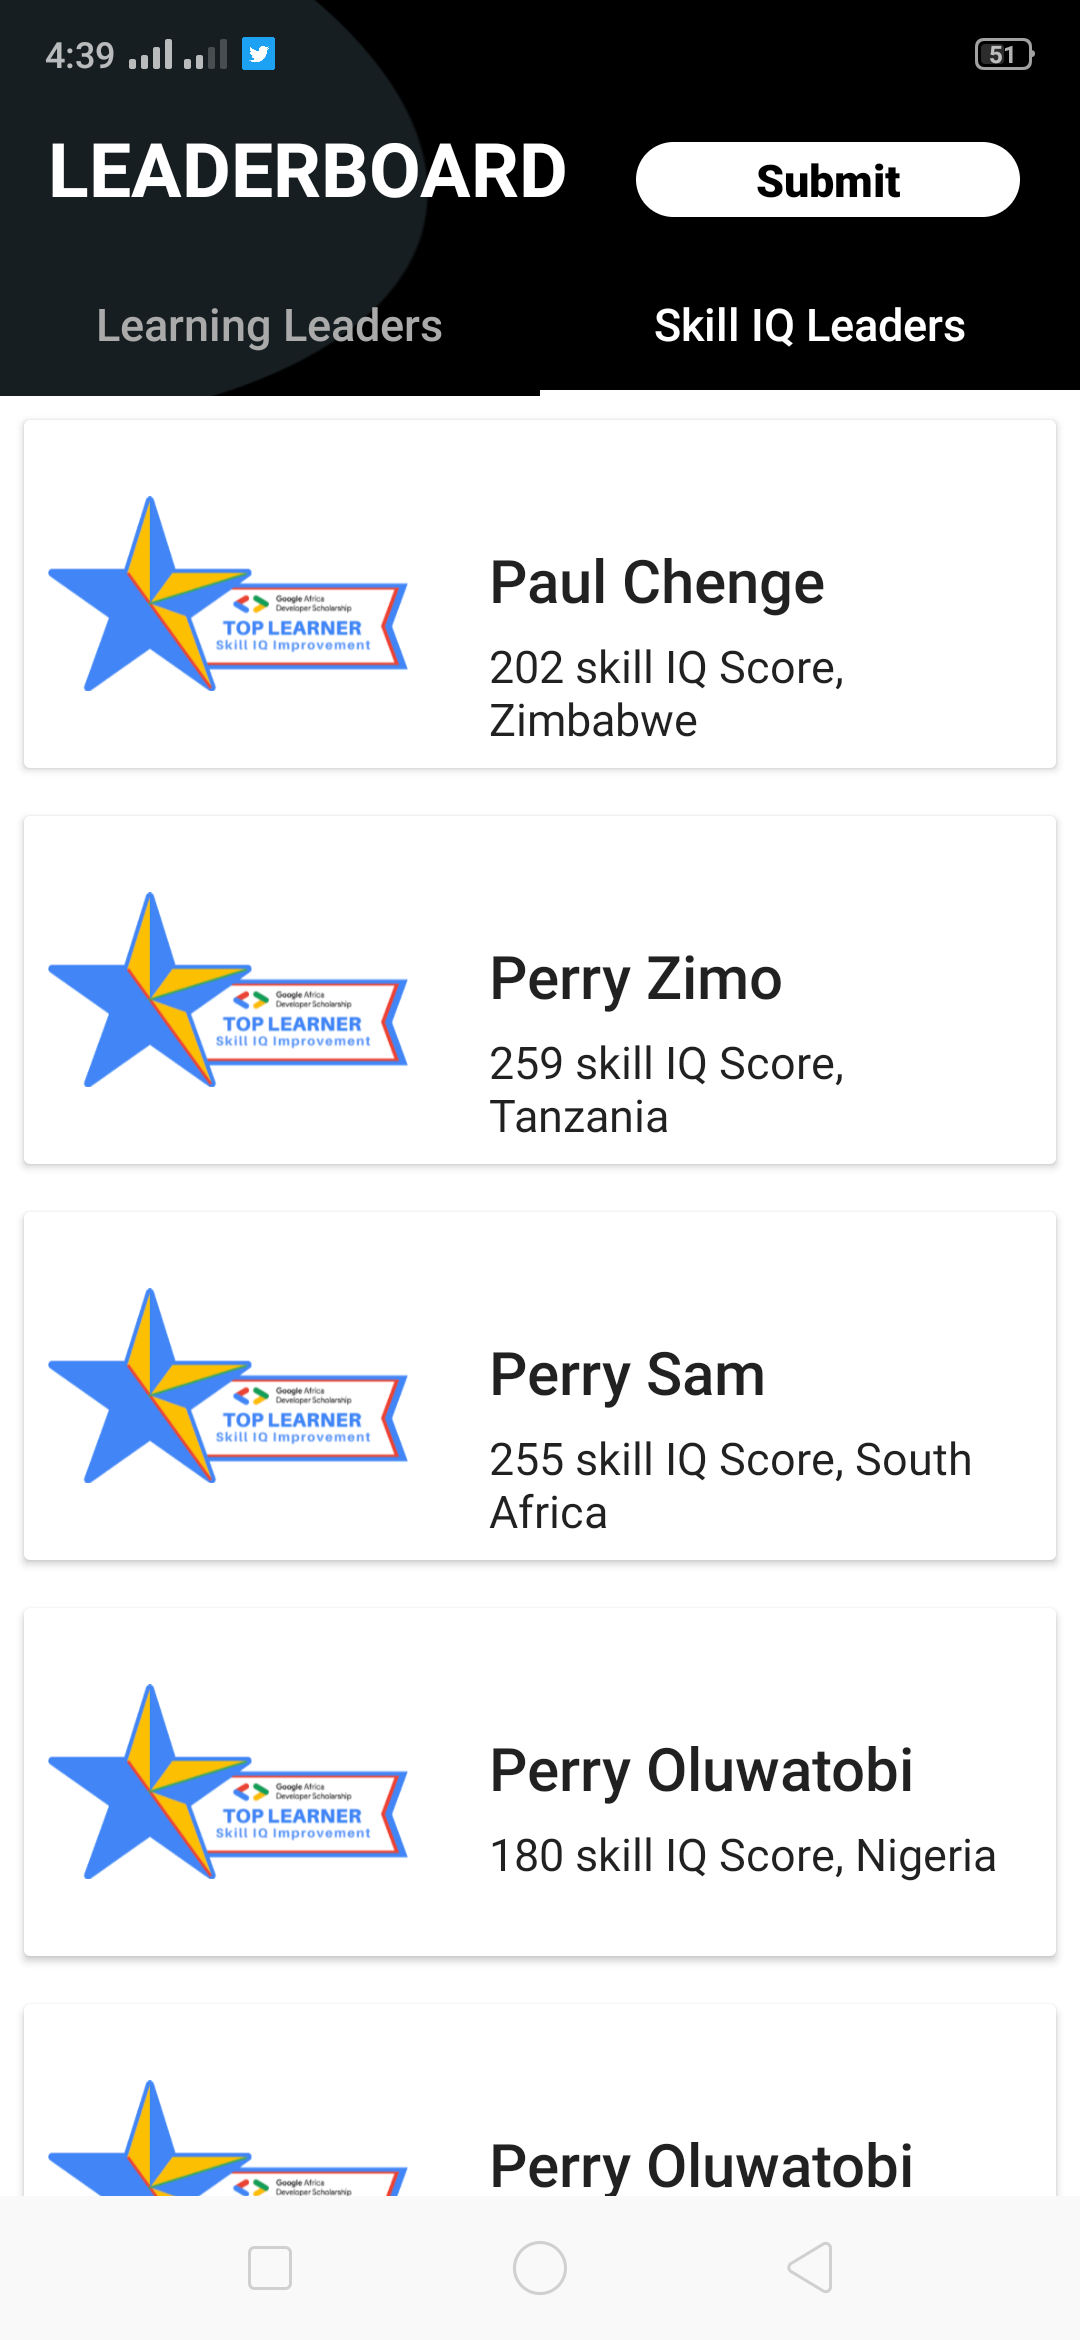 4:39
51
LEADERBOARD
Submit
Learning Leaders
Skill IQ Leaders
Google Africa
Developer Scholarship
TOP LEARNER
Skill IQ Improvement
Paul Chenge
202 skill IQ Score,
Zimbabwe
Google Africa
Developer Scholarship
TOP LEARNER
Skill IQ Improvement
Perry Zimo
259 skill IQ Score,
Tanzania
Google Africa
Developer Scholarship
TOP LEARNER
Skill IQ Improvement
Perry Sam
255 skill IQ Score, South
Africa
Google Africa
Developer Scholarship
TOP LEARNER
Skill IQ Improvement
Perry Oluwatobi
180 skill IQ Score, Nigeria
Google Africa
Developer Scholarship
Perry Oluwatobi